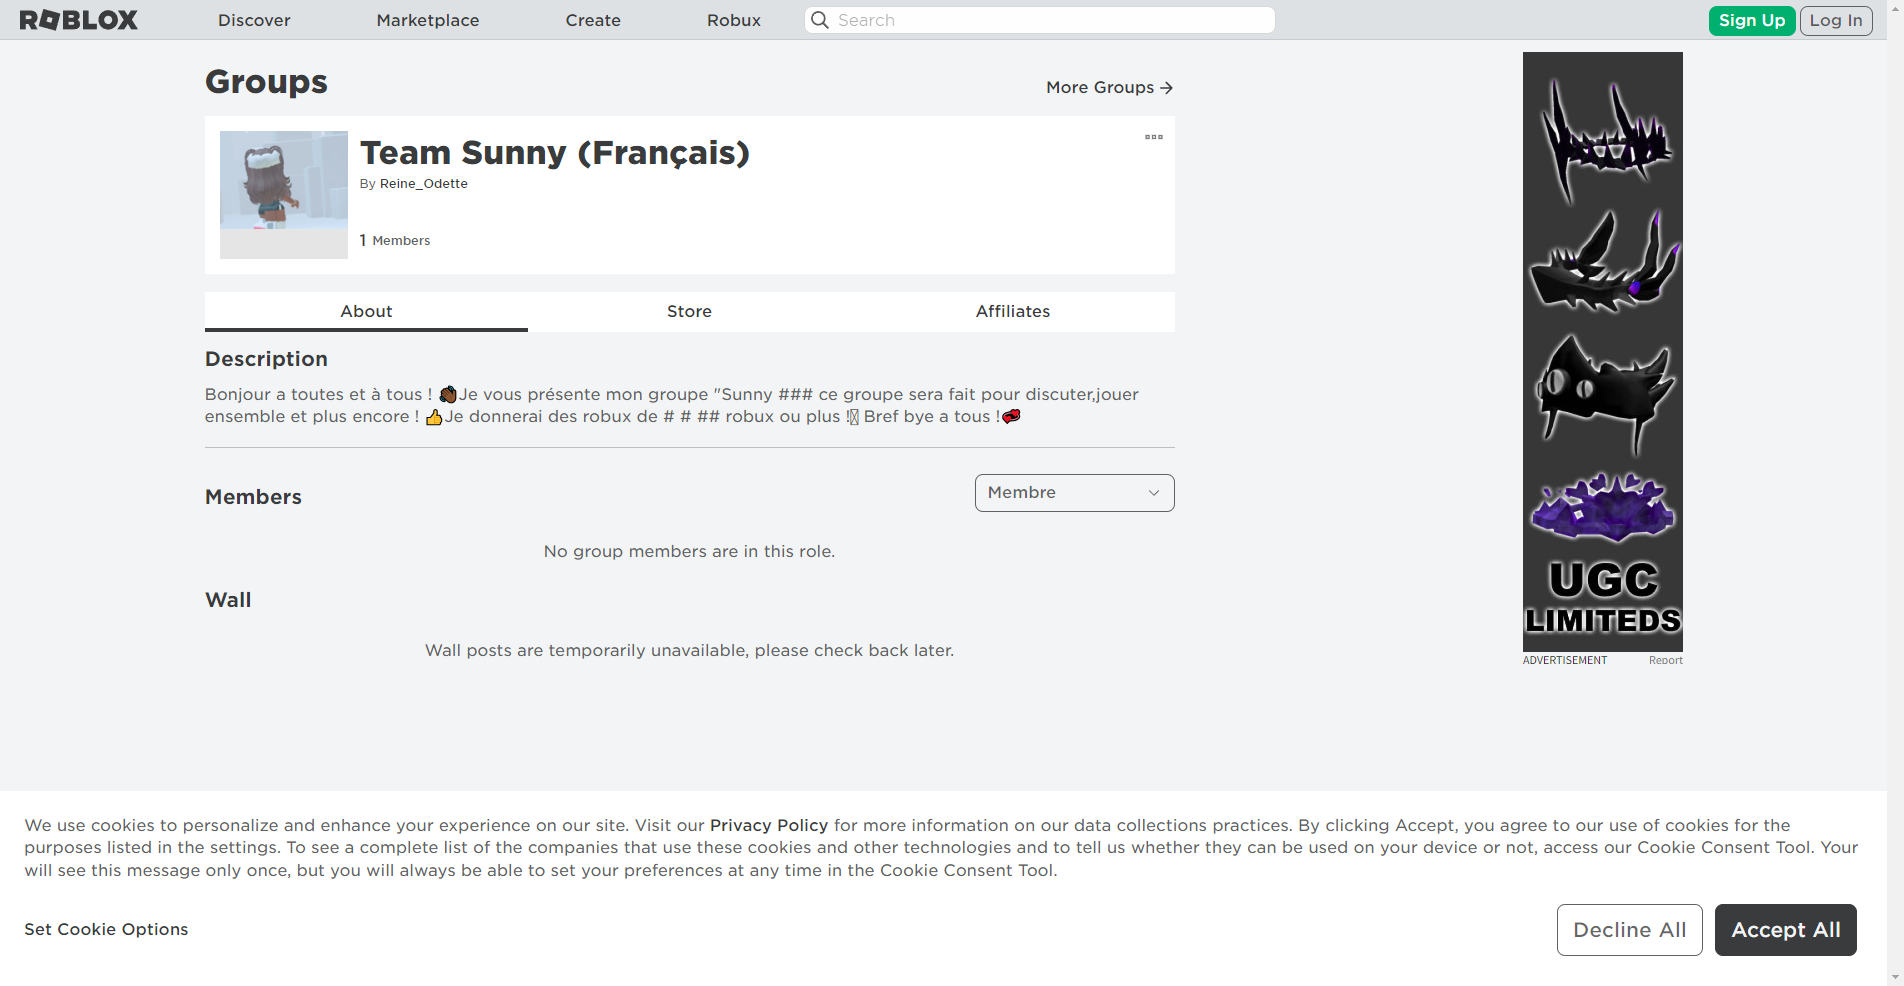 ROBLOX
Discover
Marketplace
Create
Robux
Search
Sign Up
Log In
Groups
More Groups →
Team Sunny (Français)
By Reine_Odette
1 Members
About
Store
Affiliates
Description
Bonjour a toutes et à tous ! 👋🏾Je vous présente mon groupe "Sunny ### ce groupe sera fait pour discuter,jouer
ensemble et plus encore ! 👍Je donnerai des robux de # # ## robux ou plus ! Bref bye a tous !💞
Members
Membre
No group members are in this role.
Wall
Wall posts are temporarily unavailable, please check back later.
UGC
LIMITEDS
ADVERTISEMENT
Report
We use cookies to personalize and enhance your experience on our site. Visit our Privacy Policy for more information on our data collections practices. By clicking Accept, you agree to our use of cookies for the
purposes listed in the settings. To see a complete list of the companies that use these cookies and other technologies and to tell us whether they can be used on your device or not, access our Cookie Consent Tool. Your
will see this message only once, but you will always be able to set your preferences at any time in the Cookie Consent Tool.
Set Cookie Options
Decline All
Accept All